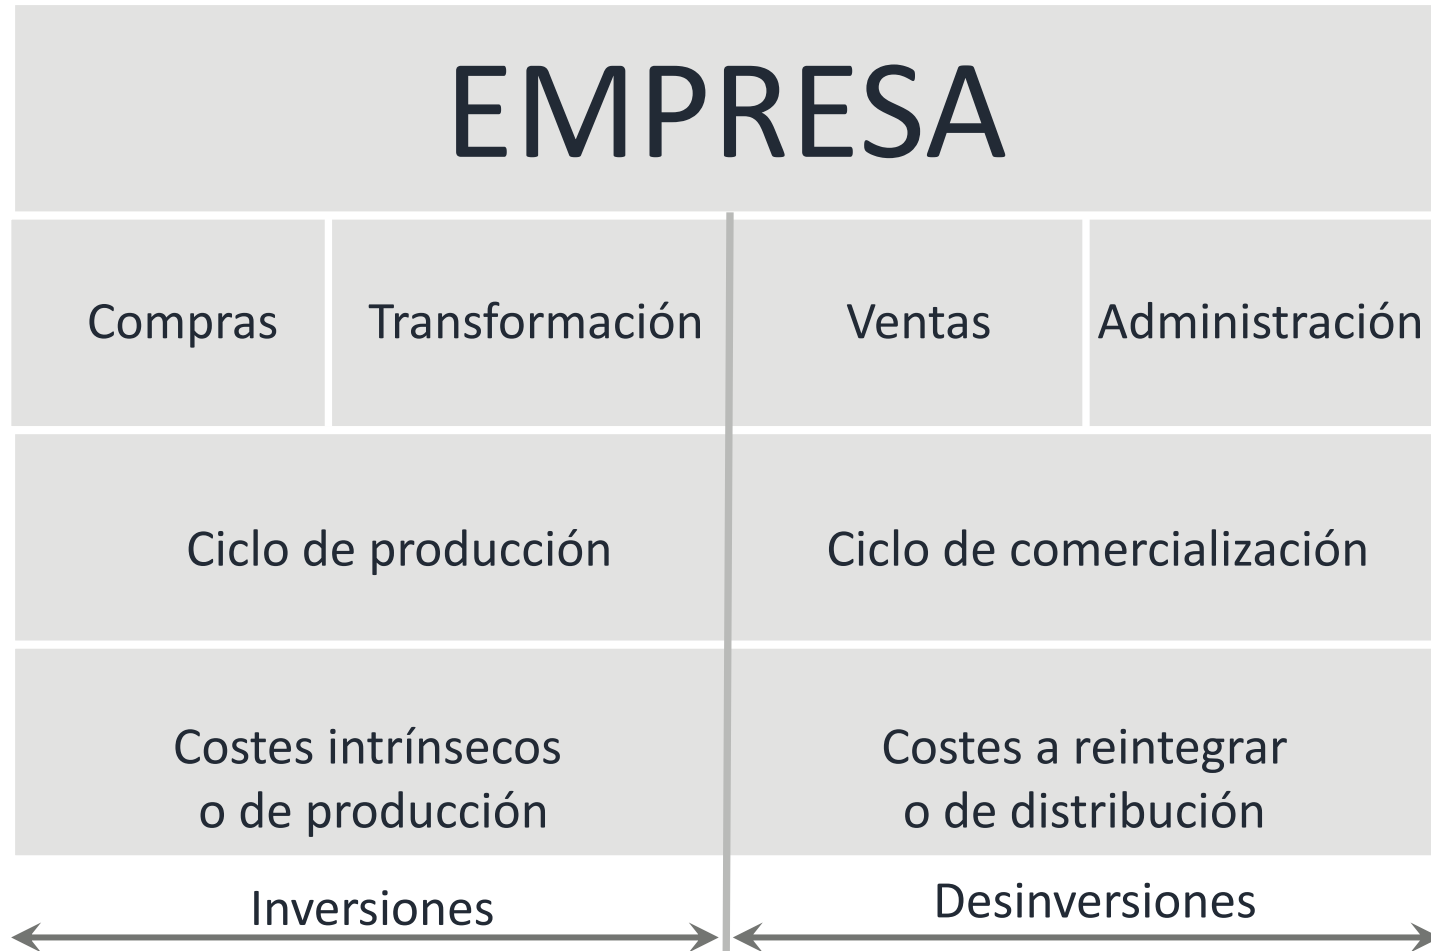 EMPRESA
Compras Transformación Ventas Administración
Ciclo de producción Ciclo de comercialización
Costes intrínsecos Costes a reintegrar
o de producción o de distribución
Inversiones Desinversiones